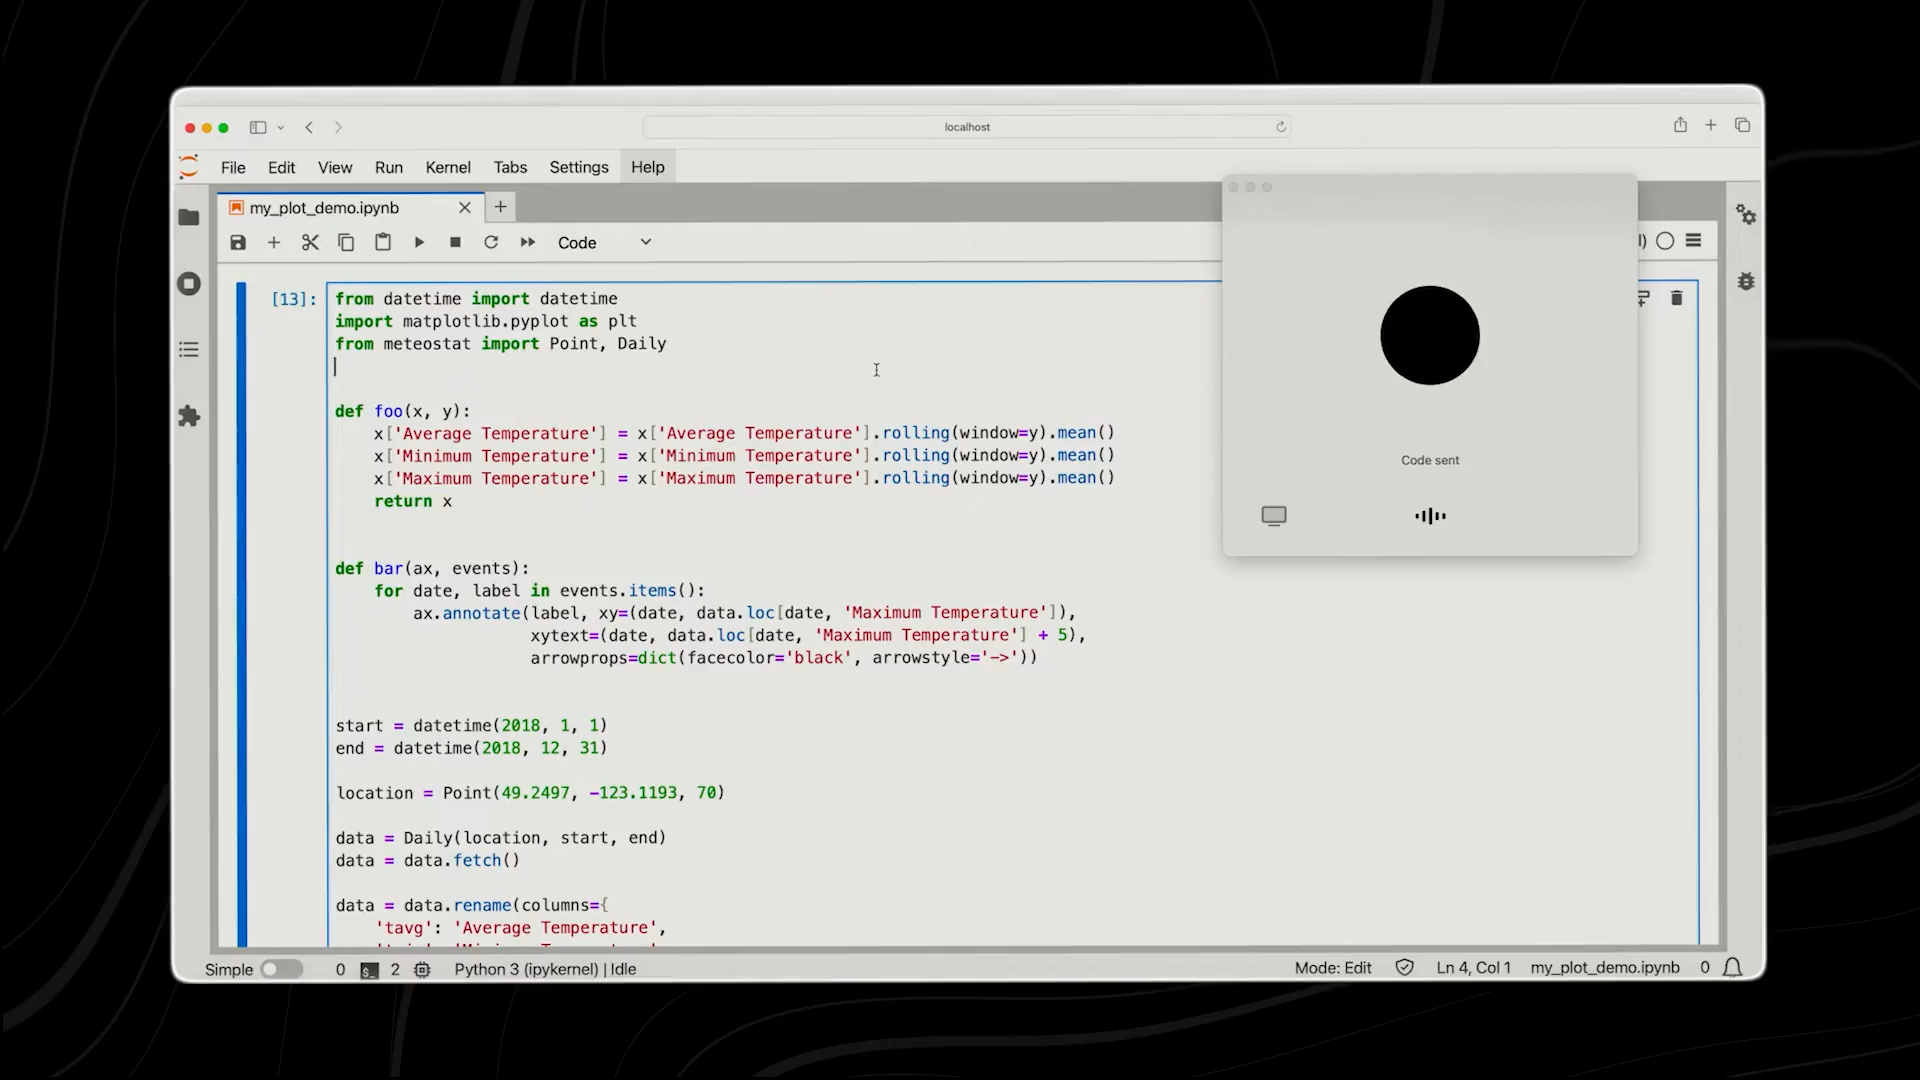 localhost
File Edit View Run Kernel Tabs Settings Help
my_plot_demo.ipynb
Code
[13]:
from datetime import datetime
import matplotlib.pyplot as plt
from meteostat import Point, Daily
def foo(x, y):
x['Average Temperature'] = x['Average Temperature'].rolling(window=y).mean()
x['Minimum Temperature'] = x['Minimum Temperature'].rolling(window=y).mean()
x['Maximum Temperature'] = x['Maximum Temperature'].rolling(window=y).mean()
return x
def bar(ax, events):
for date, label in events.items():
ax.annotate(label, xy=(date, data.loc[date, 'Maximum Temperature']),
xytext=(date, data.loc[date, 'Maximum Temperature'] + 5),
arrowprops=dict(facecolor='black', arrowstyle='->'))
start = datetime(2018, 1, 1)
end = datetime(2018, 12, 31)
location = Point(49.2497, -123.1193, 70)
data = Daily(location, start, end)
data = data.fetch()
data = data.rename(columns={
'tavg': 'Average Temperature',
Code sent
Simple 0 2 Python 3 (ipykernel) | Idle Mode: Edit Ln 4, Col 1 my_plot_demo.ipynb 0